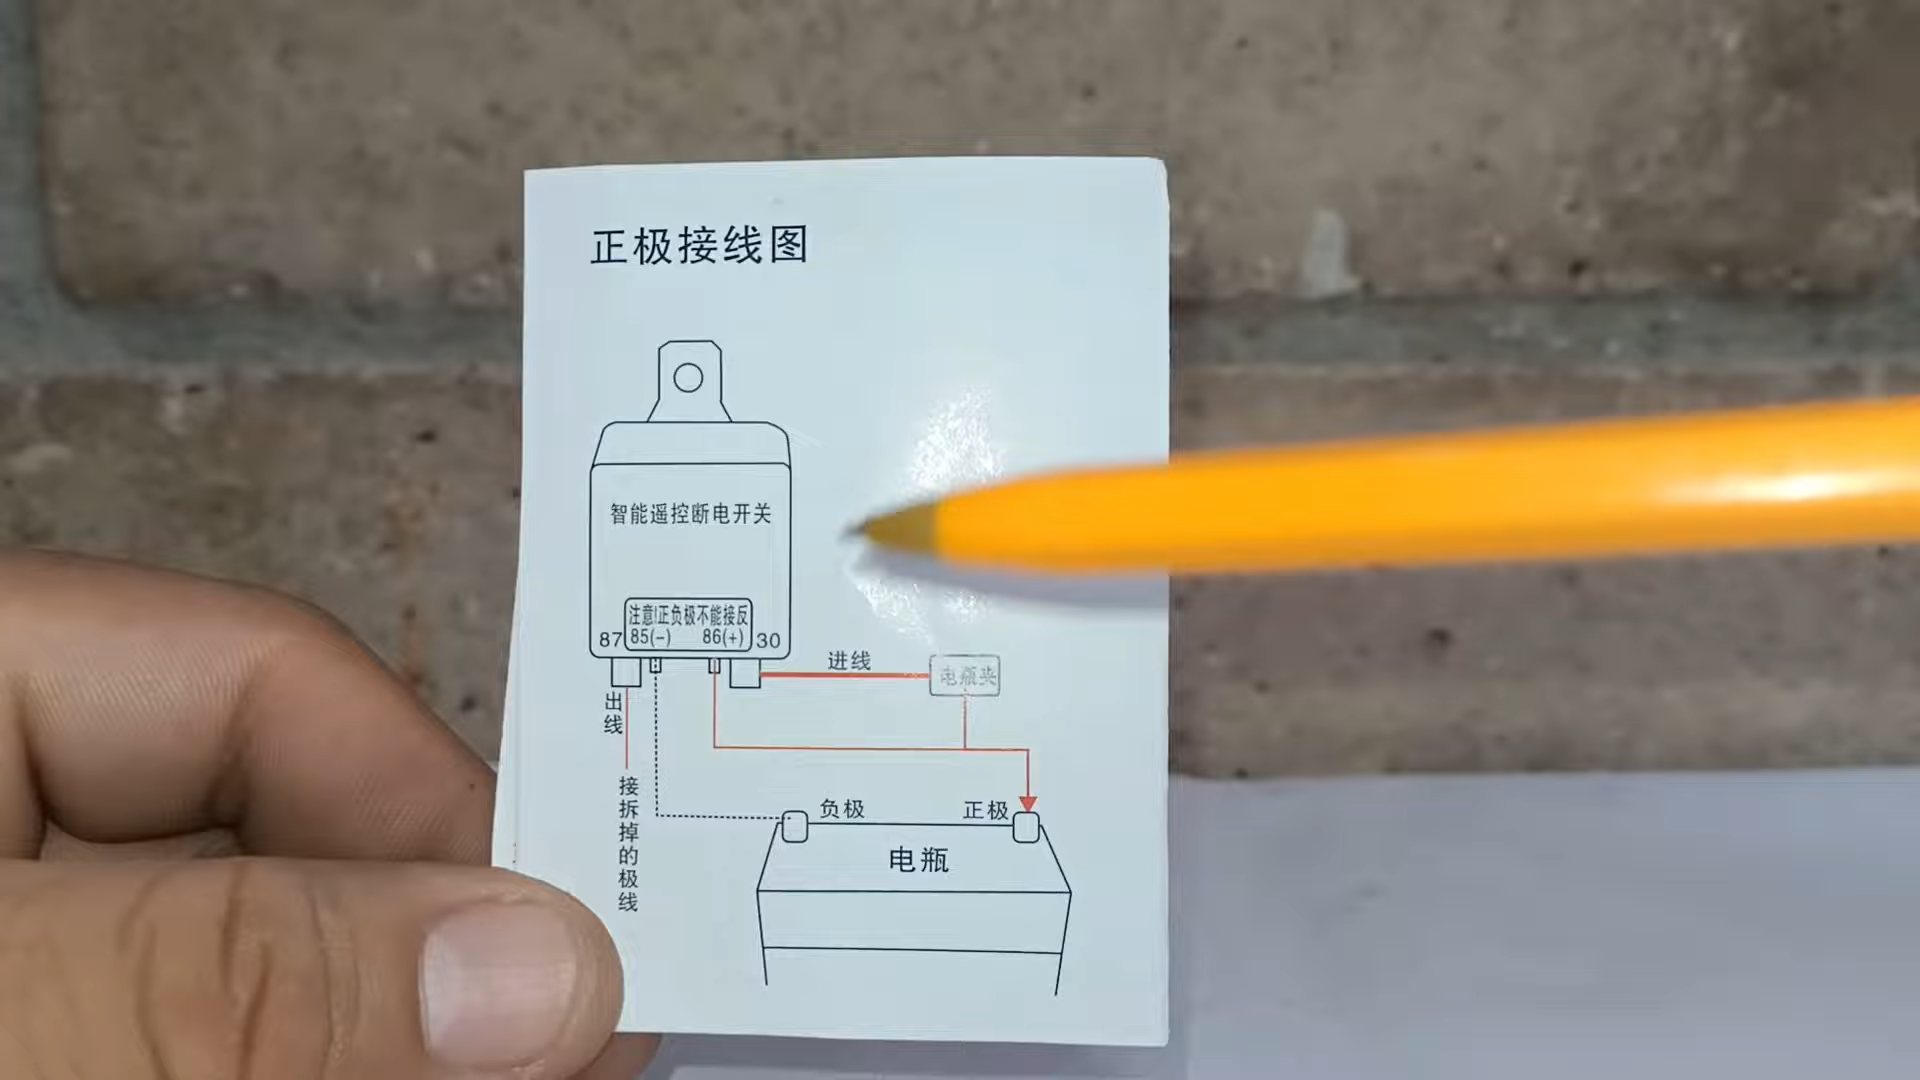 正极接线图
智能遥控断电开关
注意!正负极不能接反
87 85(-) 86(+) 30
进线
电瓶夹
出线
接拆掉的极线
负极
正极
电瓶